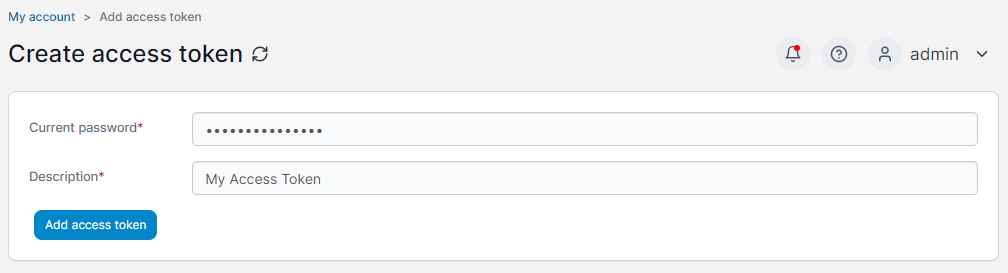 My account > Add access token
Create access token
admin
Current password*
•••••••••••••••
Description*
My Access Token
Add access token